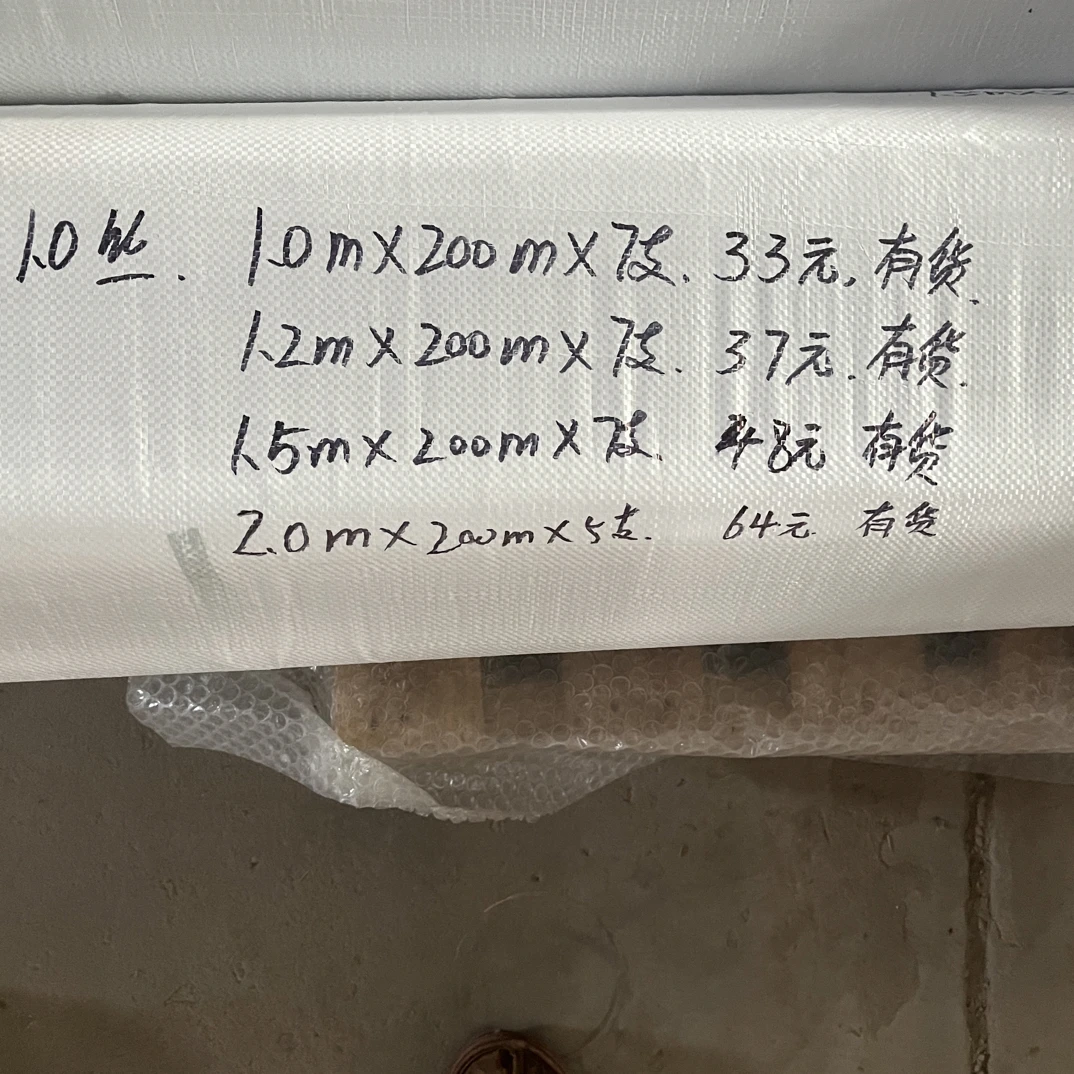 1.0丝. 1.0m×200m×7支. 33元. 有货.
1.2m×200m×7支. 37元. 有货.
1.5m×200m×7支. 48元 有货
2.0m×200m×5支. 64元 有货